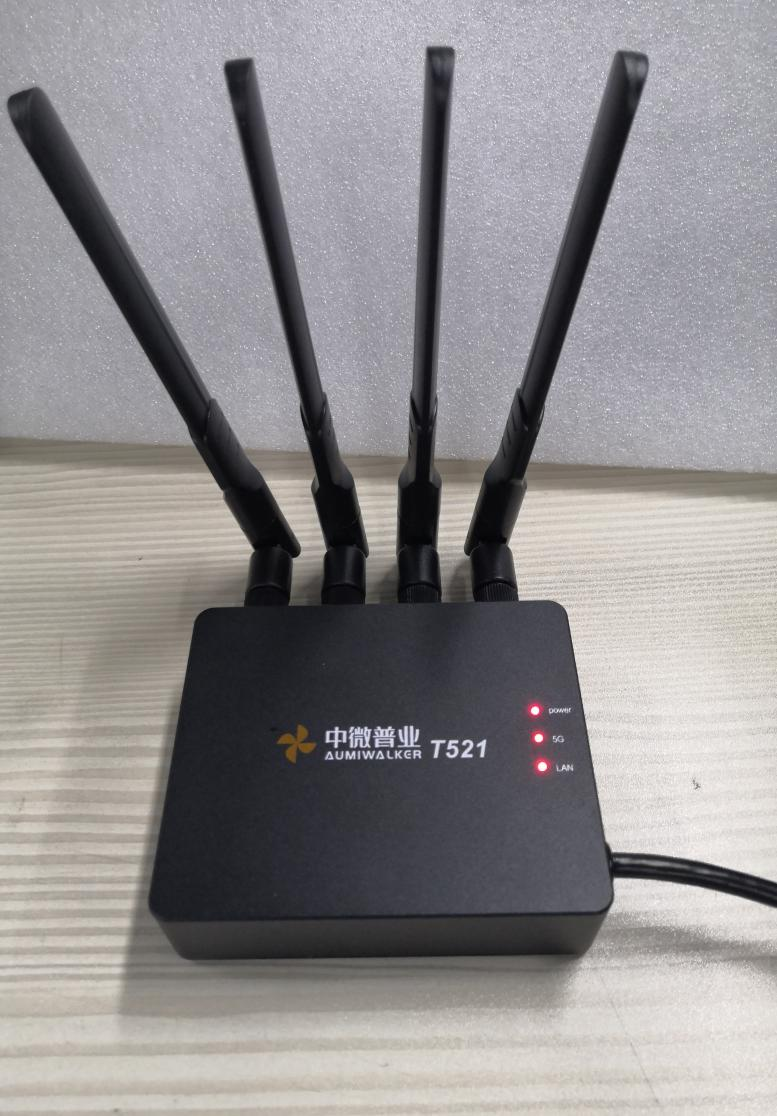 中微普业
AUMIWALKER T521
power
5G
LAN